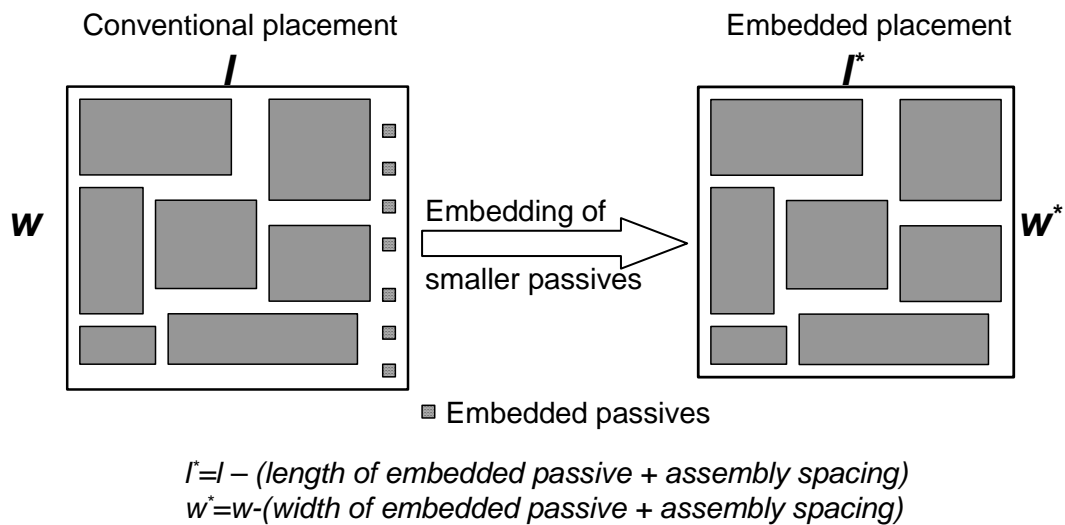 Conventional placement
Embedded placement
l
l*
w
Embedding of
smaller passives
w*
Embedded passives
l*=l – (length of embedded passive + assembly spacing)
w*=w-(width of embedded passive + assembly spacing)